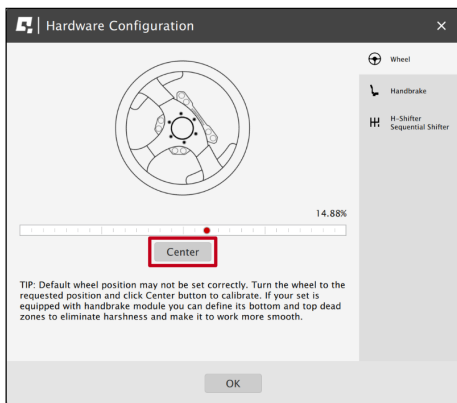 Hardware Configuration
Wheel
Handbrake
H-Shifter
Sequential Shifter
14.88%
Center
TIP: Default wheel position may not be set correctly. Turn the wheel to the
requested position and click Center button to calibrate. If your set is
equipped with handbrake module you can define its bottom and top dead
zones to eliminate harshness and make it to work more smooth.
OK